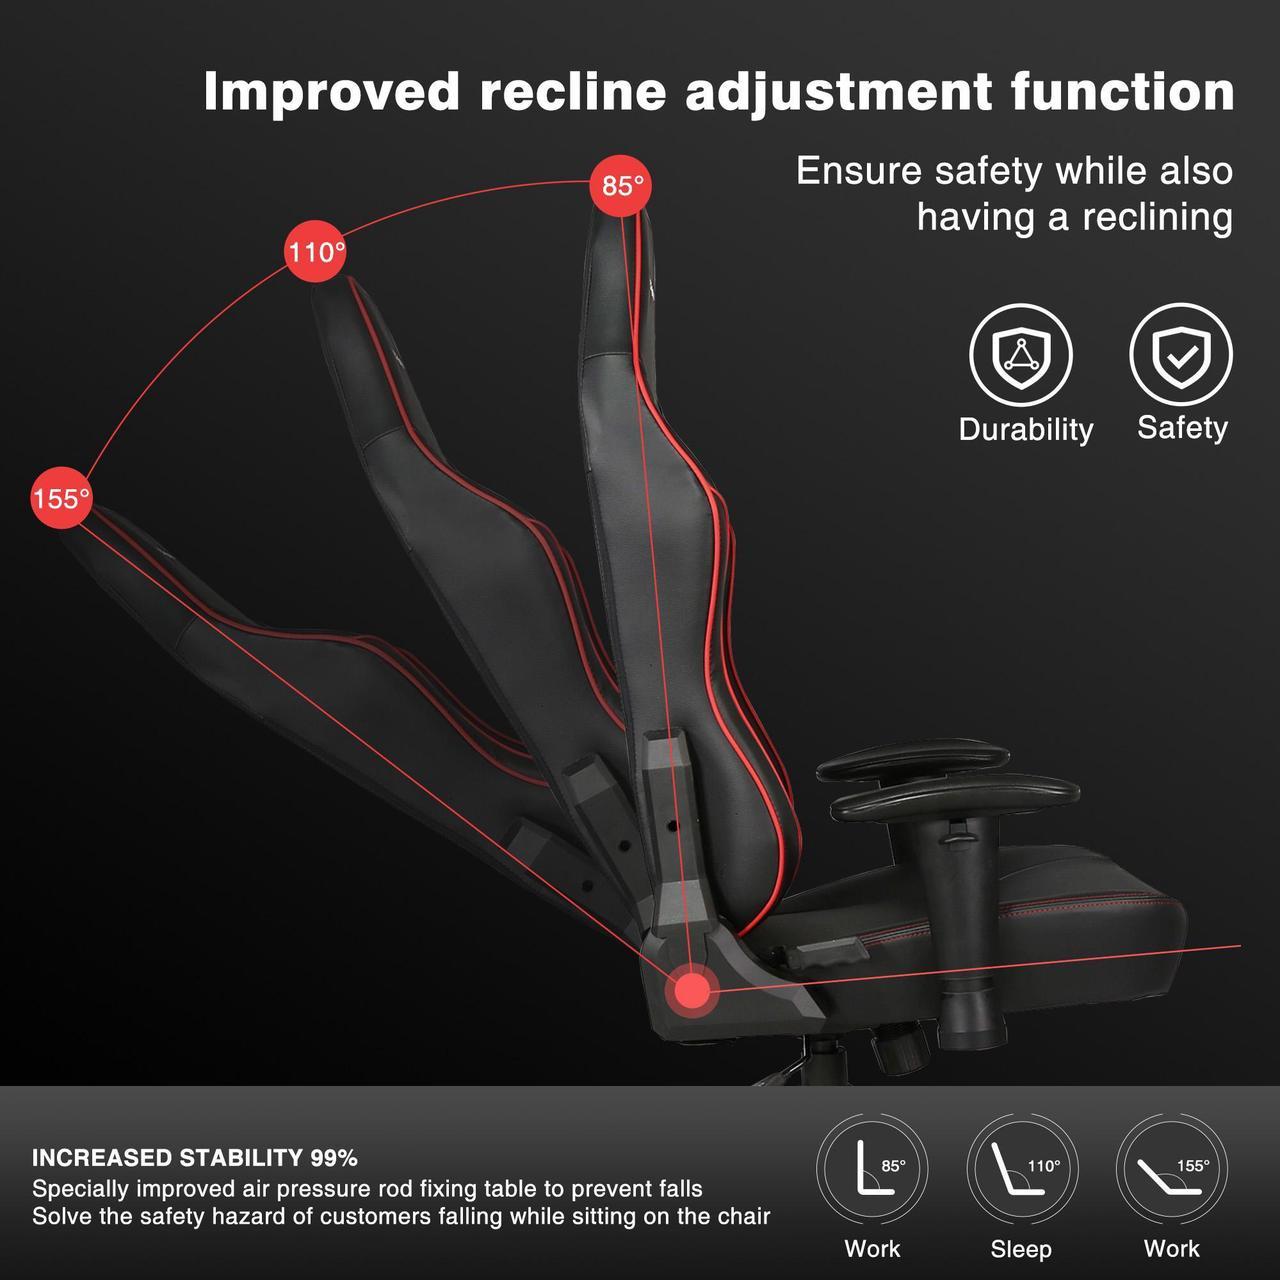 Improved recline adjustment function
Ensure safety while also
having a reclining
85°
110°
155°
Durability
Safety
INCREASED STABILITY 99%
Specially improved air pressure rod fixing table to prevent falls
Solve the safety hazard of customers falling while sitting on the chair
85°
110°
155°
Work
Sleep
Work